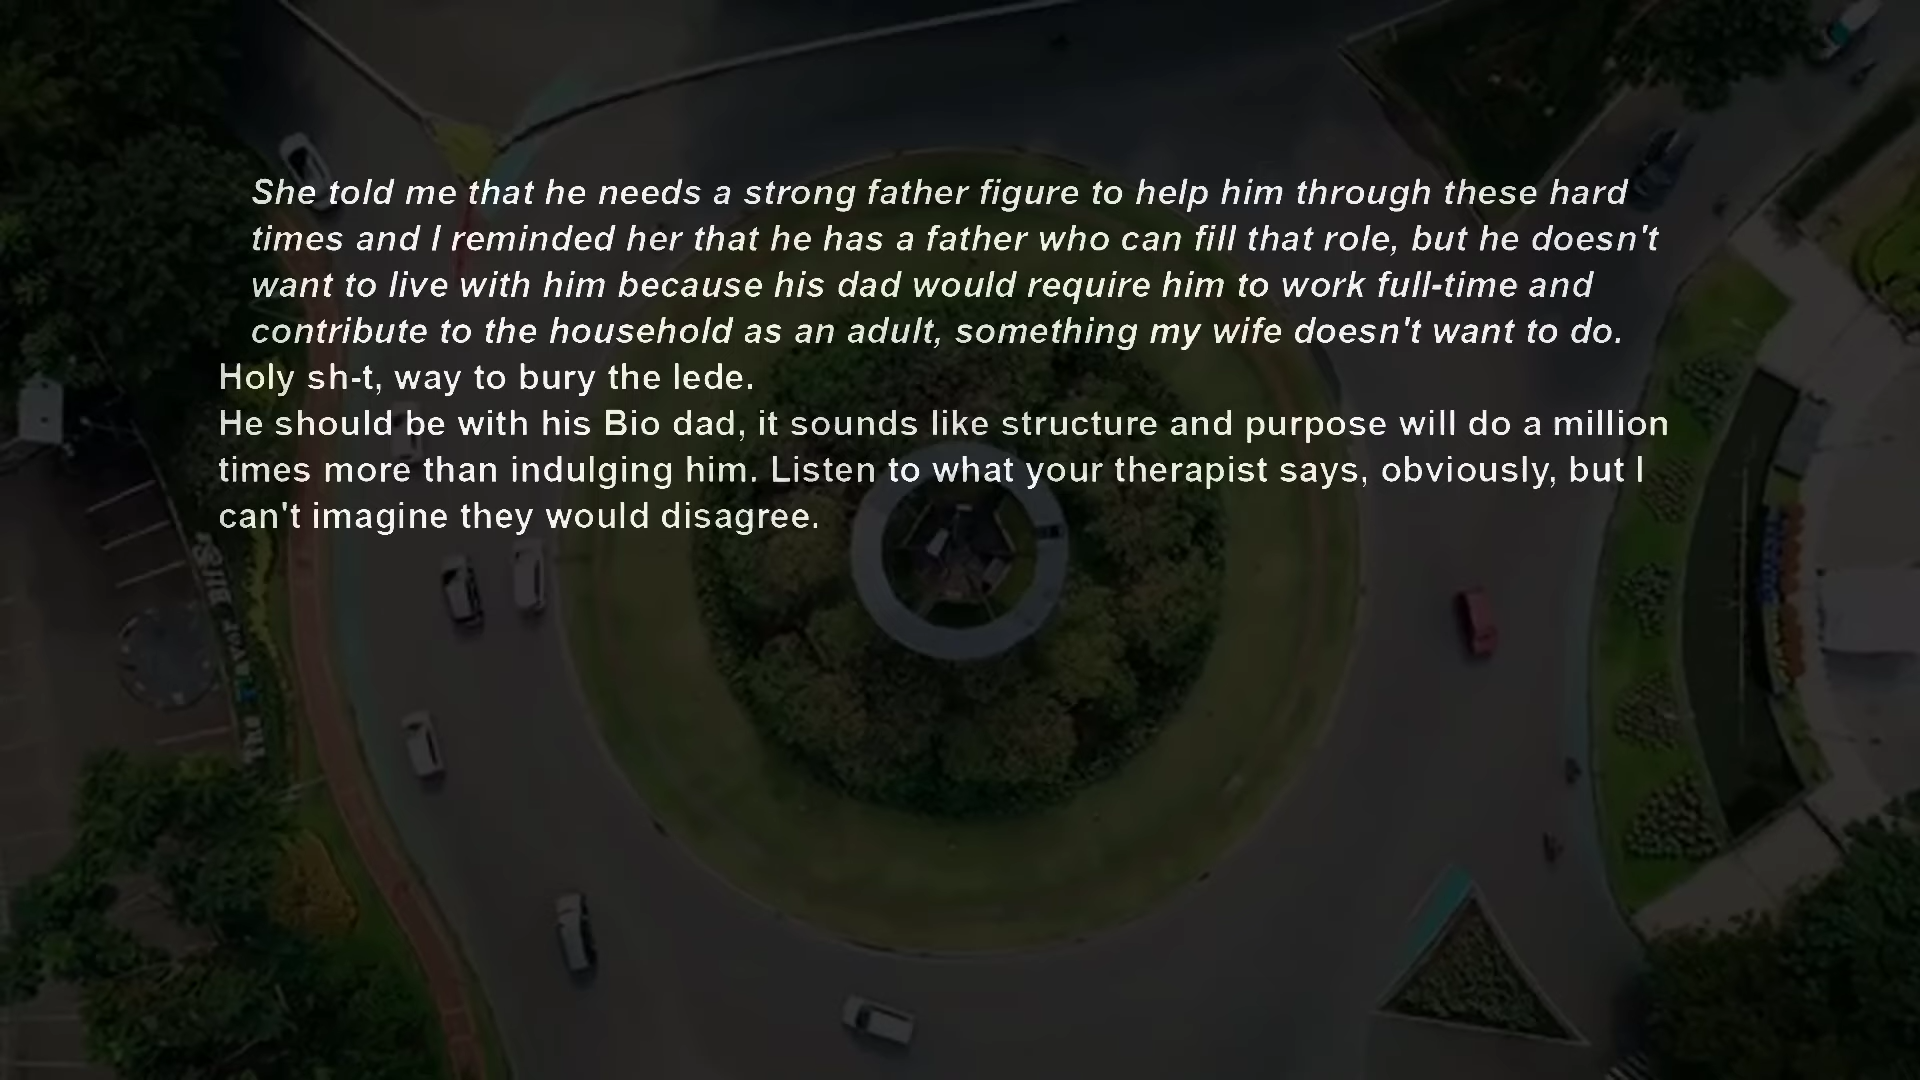 She told me that he needs a strong father figure to help him through these hard
times and I reminded her that he has a father who can fill that role, but he doesn't
want to live with him because his dad would require him to work full-time and
contribute to the household as an adult, something my wife doesn't want to do.
Holy sh-t, way to bury the lede.
He should be with his Bio dad, it sounds like structure and purpose will do a million
times more than indulging him. Listen to what your therapist says, obviously, but I
can't imagine they would disagree.